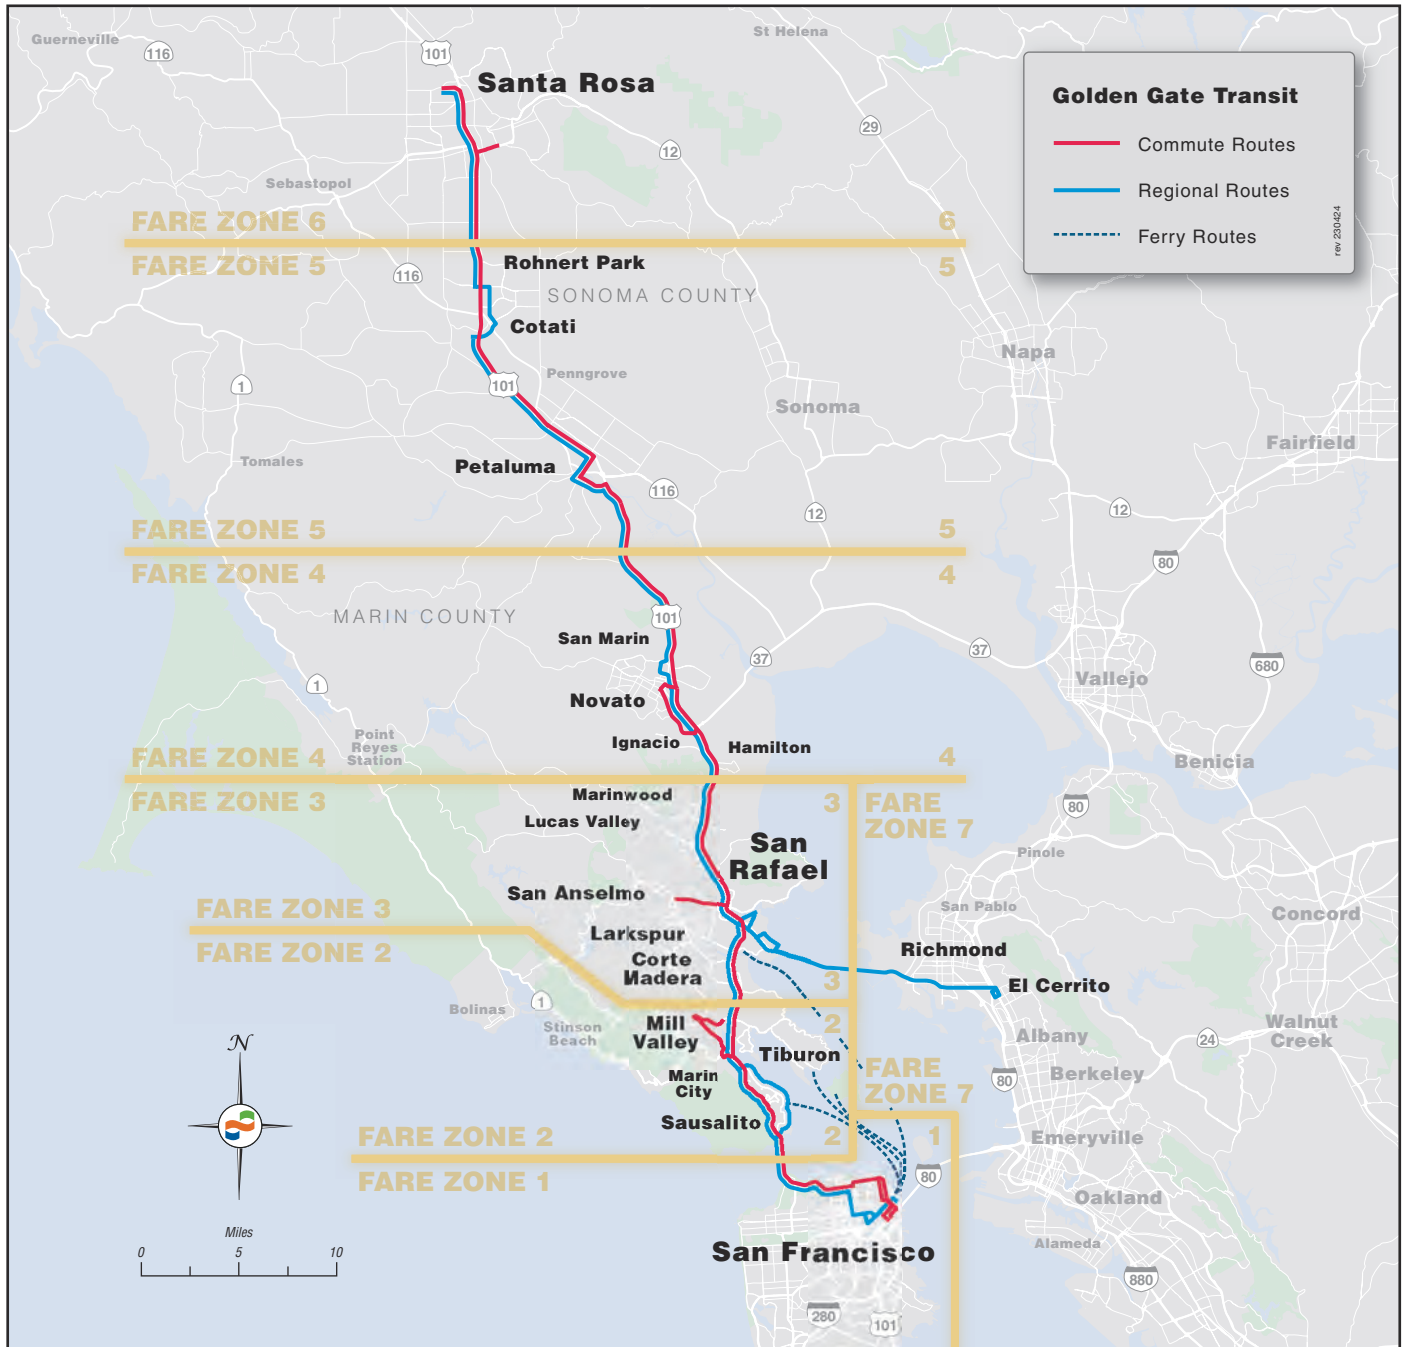 Guerneville
116
101
St Helena
Santa Rosa
Golden Gate Transit
Commute Routes
Regional Routes
Ferry Routes
rev 230424
29
12
Sebastopol
FARE ZONE 6
6
FARE ZONE 5
5
116
Rohnert Park
SONOMA COUNTY
Cotati
Napa
1
101
Penngrove
Sonoma
Fairfield
Tomales
Petaluma
116
12
12
FARE ZONE 5
5
FARE ZONE 4
4
80
MARIN COUNTY
101
San Marin
37
37
680
Vallejo
1
Novato
Point
Reyes
Station
Ignacio
Hamilton
Benicia
FARE ZONE 4
4
FARE ZONE 3
3
FARE
ZONE 7
80
Marinwood
Lucas Valley
San
Rafael
Pinole
San Anselmo
San Pablo
Concord
FARE ZONE 3
FARE ZONE 2
Larkspur
Richmond
Corte
Madera
3
El Cerrito
Bolinas
1
Stinson
Beach
Mill
Valley
2
Albany
24
Walnut
Creek
Tiburon
FARE
ZONE 7
80
Berkeley
Marin
City
Sausalito
N
FARE ZONE 2
2
1
Emeryville
FARE ZONE 1
80
Oakland
San Francisco
Alameda
Miles
0
5
10
880
280
101